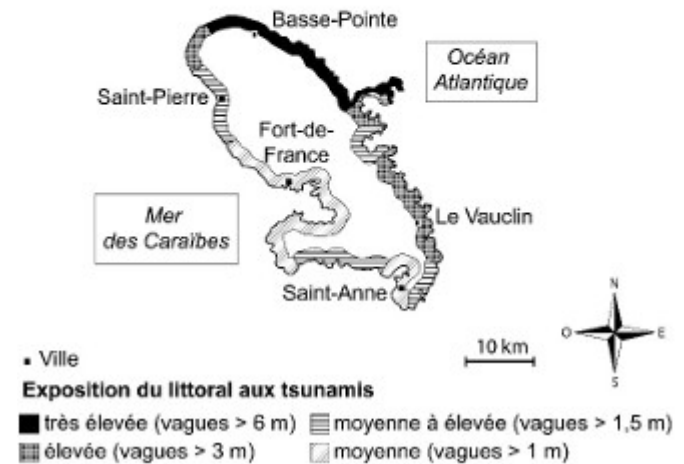 Basse-Pointe
Océan
Atlantique
Saint-Pierre
Fort-de-
France
Mer
des Caraïbes
Le Vauclin
Saint-Anne
N
O
E
S
10 km
Ville
Exposition du littoral aux tsunamis
très élevée (vagues > 6 m)
moyenne à élevée (vagues > 1,5 m)
élevée (vagues > 3 m)
moyenne (vagues > 1 m)